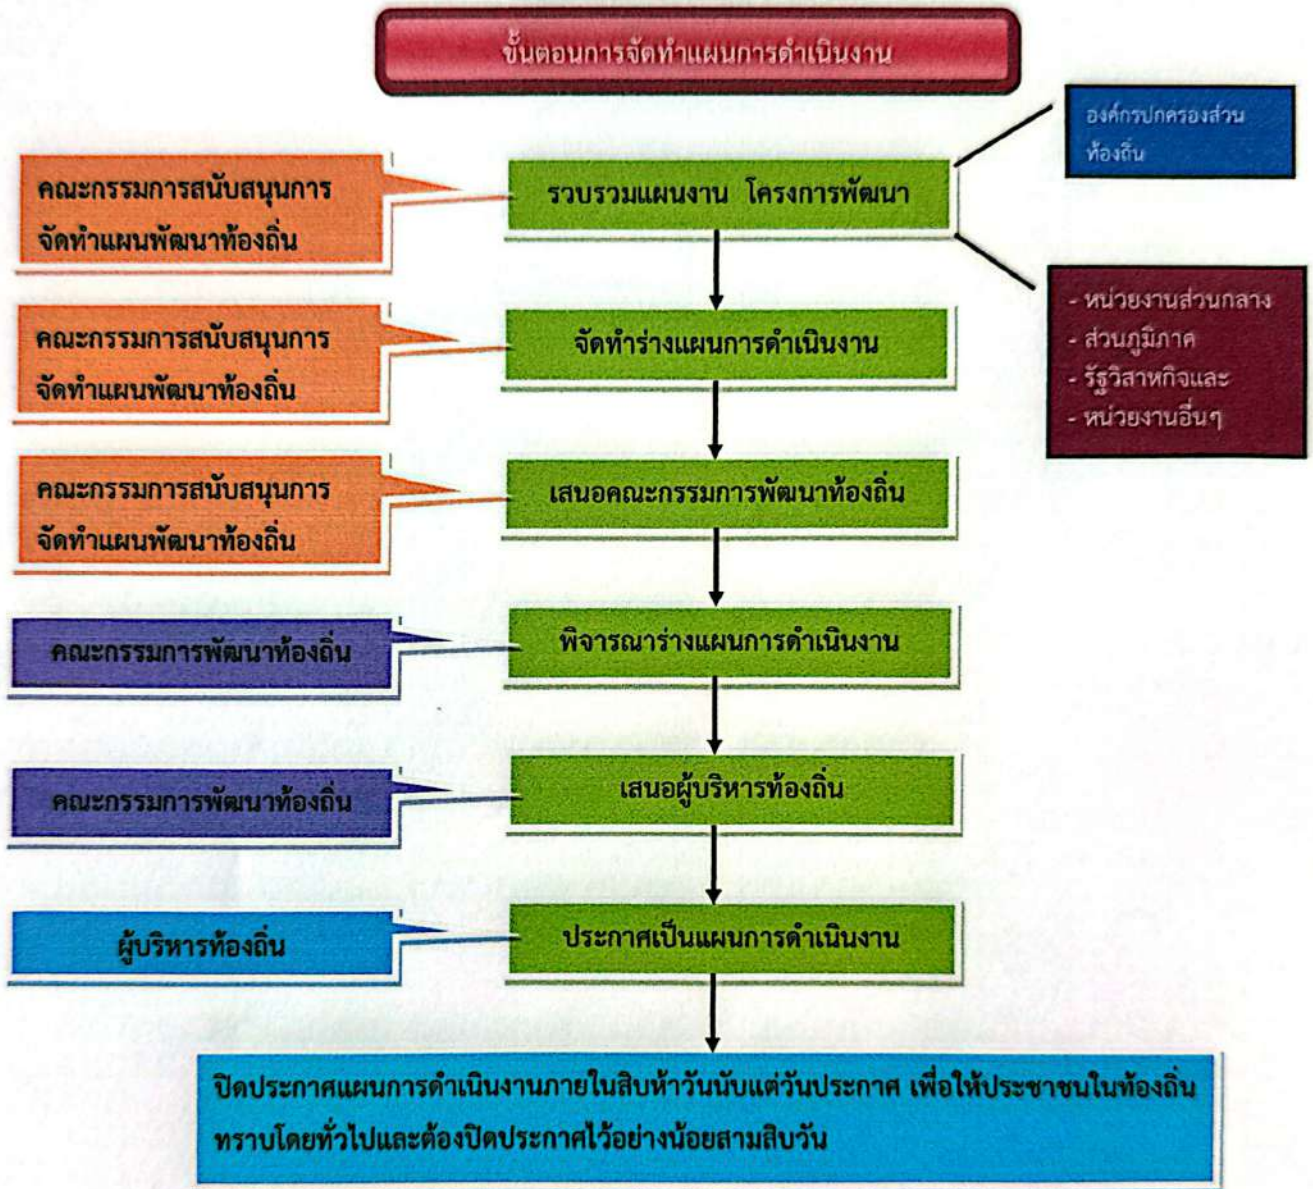 ขั้นตอนการจัดทำแผนการดำเนินงาน
องค์กรปกครองส่วน
ท้องถิ่น
คณะกรรมการสนับสนุนการ
จัดทำแผนพัฒนาท้องถิ่น
รวบรวมแผนงาน โครงการพัฒนา
- หน่วยงานส่วนกลาง
- ส่วนภูมิภาค
- รัฐวิสาหกิจและ
- หน่วยงานอื่นๆ
คณะกรรมการสนับสนุนการ
จัดทำแผนพัฒนาท้องถิ่น
จัดทำร่างแผนการดำเนินงาน
คณะกรรมการสนับสนุนการ
จัดทำแผนพัฒนาท้องถิ่น
เสนอคณะกรรมการพัฒนาท้องถิ่น
คณะกรรมการพัฒนาท้องถิ่น
พิจารณาร่างแผนการดำเนินงาน
คณะกรรมการพัฒนาท้องถิ่น
เสนอผู้บริหารท้องถิ่น
ผู้บริหารท้องถิ่น
ประกาศเป็นแผนการดำเนินงาน
ปิดประกาศแผนการดำเนินงานภายในสิบห้าวันนับแต่วันประกาศ เพื่อให้ประชาชนในท้องถิ่น
ทราบโดยทั่วไปและต้องปิดประกาศไว้อย่างน้อยสามสิบวัน